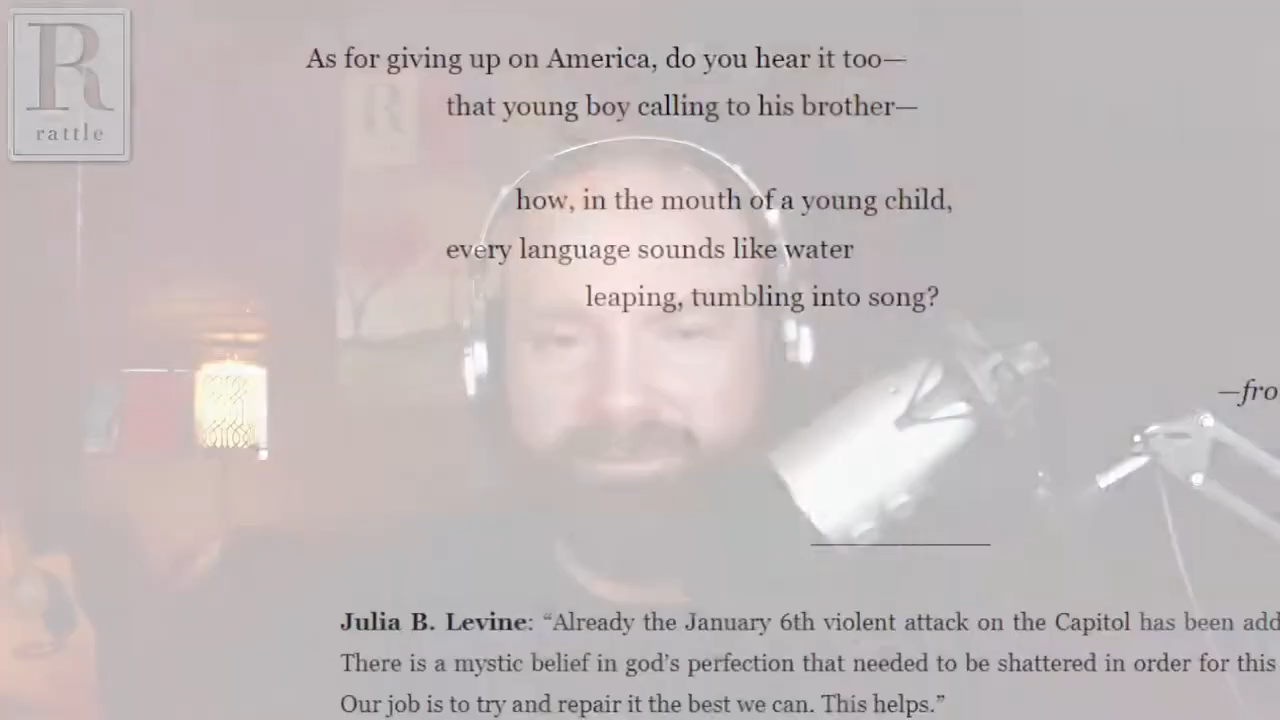 R
rattle
As for giving up on America, do you hear it too—
that young boy calling to his brother—
how, in the mouth of a young child,
every language sounds like water
leaping, tumbling into song?
—fro
Julia B. Levine: “Already the January 6th violent attack on the Capitol has been add
There is a mystic belief in god’s perfection that needed to be shattered in order for this
Our job is to try and repair it the best we can. This helps.”